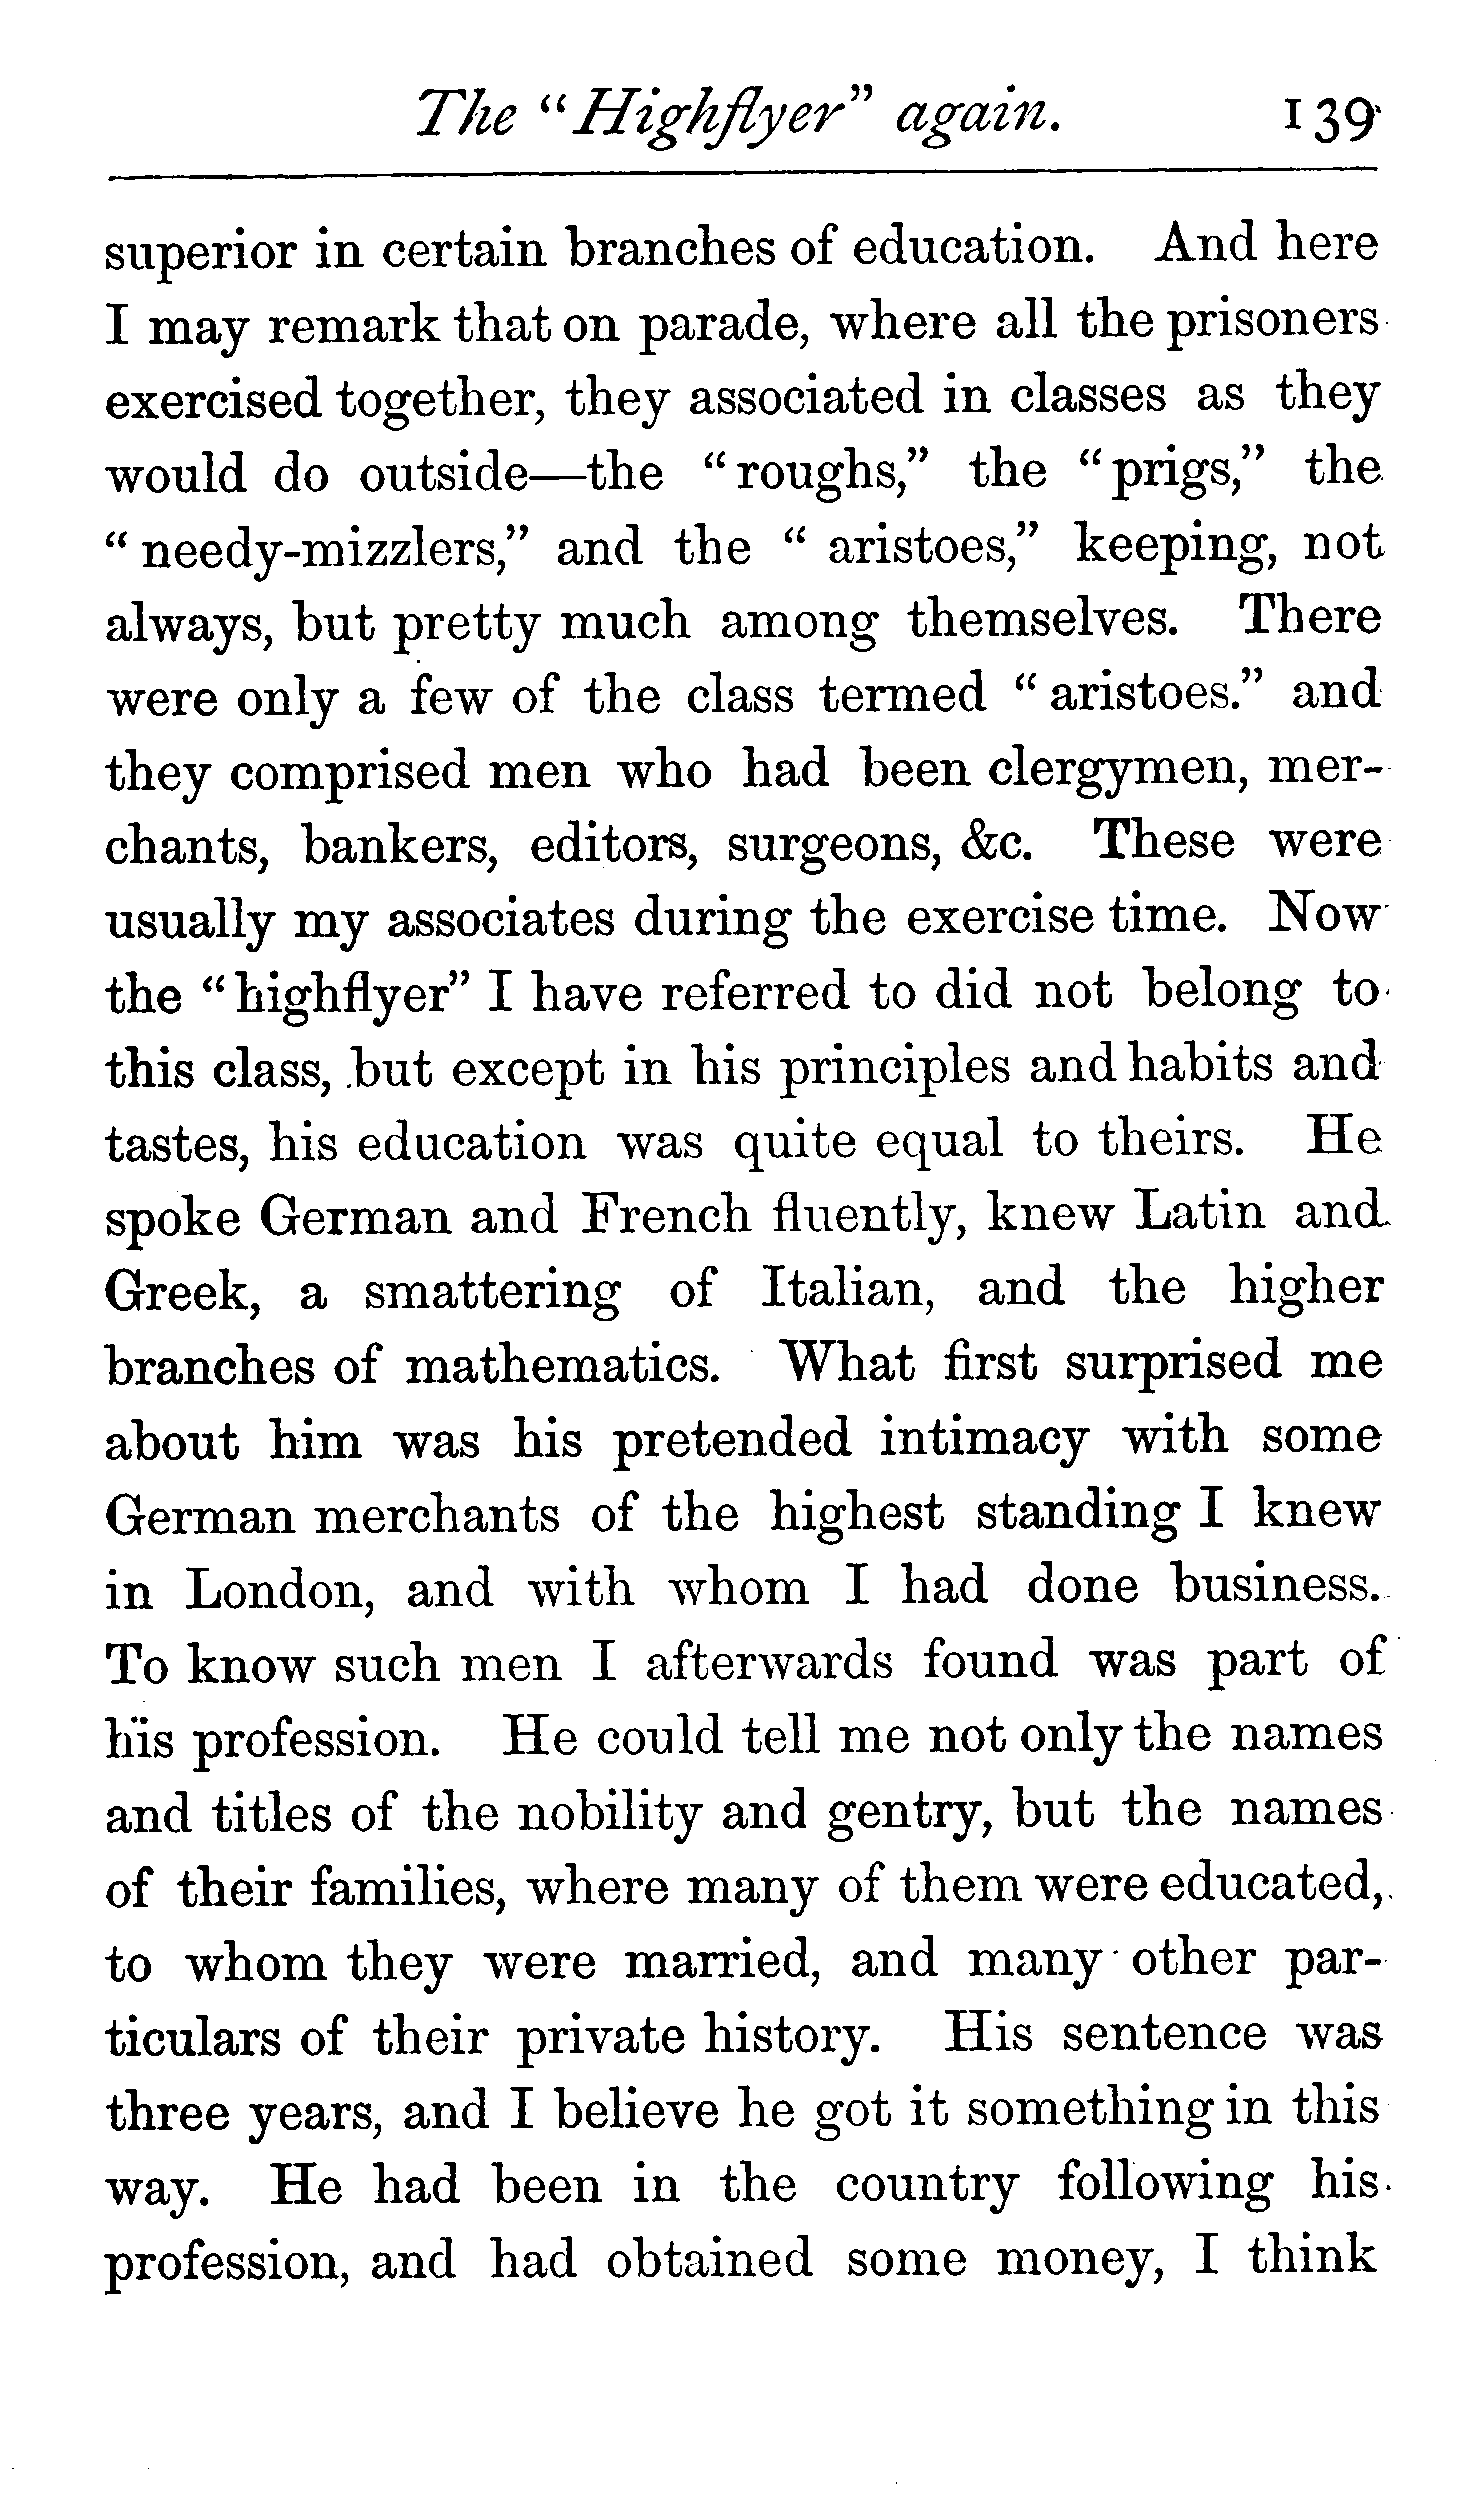 The "Highflyer" again. 139
superior in certain branches of education. And here
I may remark that on parade, where all the prisoners
exercised together, they associated in classes as they
would do outside—the "roughs," the "prigs," the
"needy-mizzlers," and the "aristoes," keeping, not
always, but pretty much among themselves. There
were only a few of the class termed "aristoes." and
they comprised men who had been clergymen, mer-
chants, bankers, editors, surgeons, &c. These were
usually my associates during the exercise time. Now
the "highflyer" I have referred to did not belong to
this class, but except in his principles and habits and
tastes, his education was quite equal to theirs. He
spoke German and French fluently, knew Latin and
Greek, a smattering of Italian, and the higher
branches of mathematics. What first surprised me
about him was his pretended intimacy with some
German merchants of the highest standing I knew
in London, and with whom I had done business.
To know such men I afterwards found was part of
his profession. He could tell me not only the names
and titles of the nobility and gentry, but the names
of their families, where many of them were educated,
to whom they were married, and many other par-
ticulars of their private history. His sentence was
three years, and I believe he got it something in this
way. He had been in the country following his
profession, and had obtained some money, I think